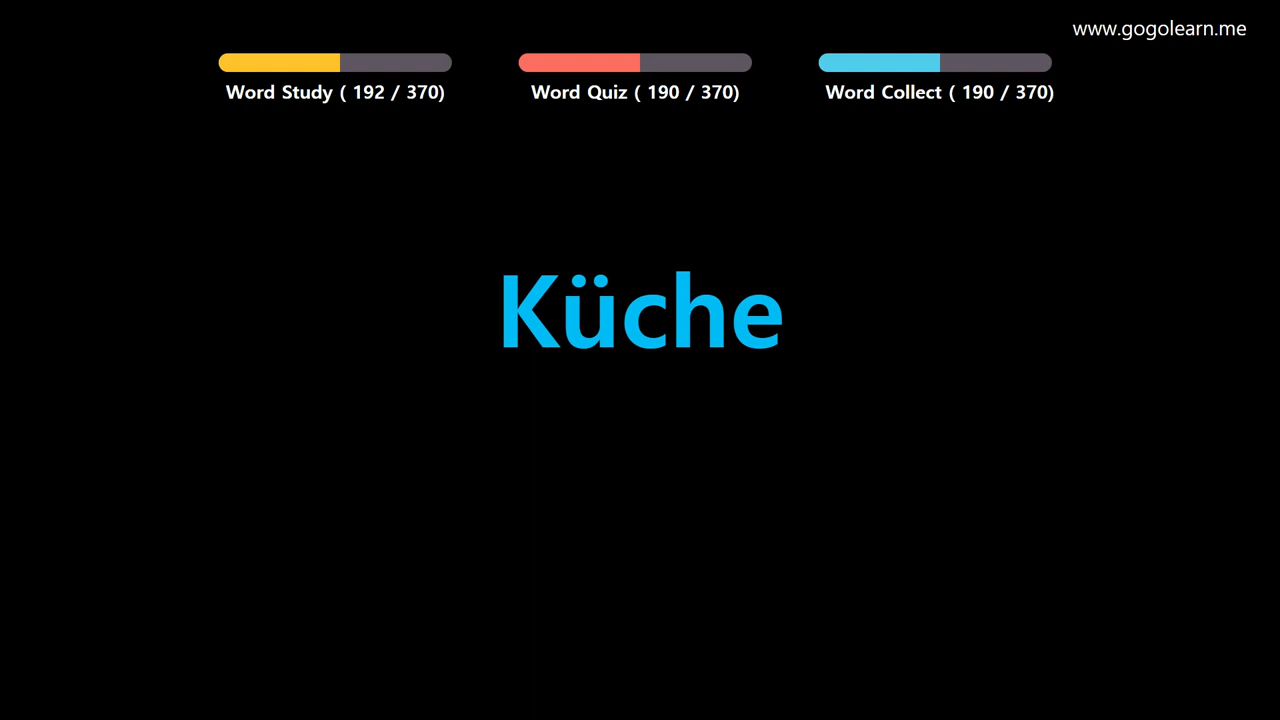 www.gogolearn.me
Word Study ( 192 / 370)
Word Quiz ( 190 / 370)
Word Collect ( 190 / 370)
Küche